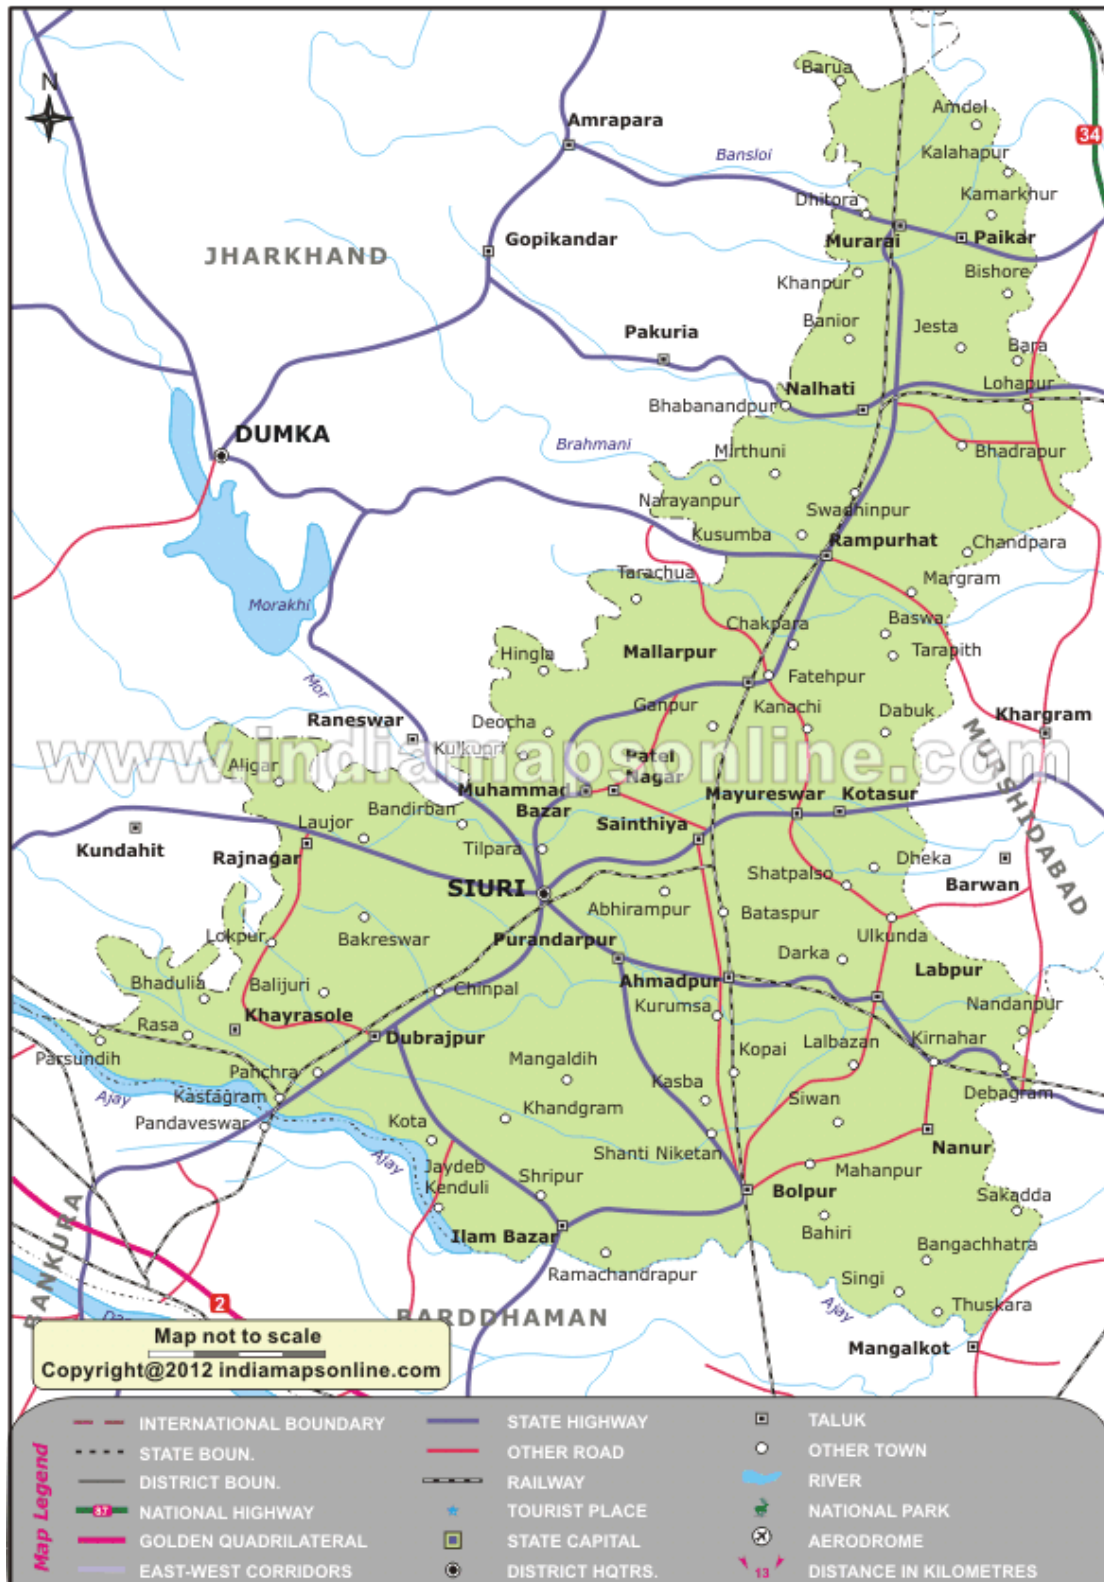 Barua
N
Amdol
Amrapara
34
Bansloi
Kalahapur
Dhitora
Kamarkhur
JHARKHAND
Gopikandar
Murarai
Paikar
Khanpur
Bishore
Pakuria
Banior
Jesta
Bara
Nalhati
Lohapur
Bhabanandpur
DUMKA
Brahmani
Mirthuni
Bhadrapur
Narayanpur
Swadhinpur
Kusumba
Rampurhat
Chandpara
Tarachua
Margram
Morakhi
Chakpara
Baswa
Hingla
Mallarpur
Tarapith
Fatehpur
Mor
Ganpur
Kanachi
Dabuk
Khargram
Raneswar
Deocha
MURSHIDABAD
www.indiamapsonline.com
Kulkunri
Patel
Nagar
Aligar
Muhammad
Bazar
Mayureswar
Kotasur
Bandirban
Laujor
Sainthiya
Kundahit
Rajnagar
Tilpara
Dheka
Shatpalso
Barwan
SIURI
Abhirampur
Bataspur
Ulkunda
Lokpur
Bakreswar
Purandarpur
Darka
Labpur
Bhadulia
Balijuri
Chinpal
Ahmadpur
Nandanpur
Khayrasole
Kurumsa
Rasa
Dubrajpur
Lalbazan
Kirnahar
Parsundih
Panchra
Mangaldih
Kopai
Ajay
Kastagram
Kasba
Debagram
Pandaveswar
Kota
Khandgram
Siwan
Ajay
Shanti Niketan
Nanur
Jaydeb
Kenduli
Shripur
Mahanpur
Bolpur
Sakadda
BANKURA
Ilam Bazar
Bahiri
Bangachhatra
Ramachandrapur
Singi
2
BARDDHAMAN
Ajay
Thuskara
Mangalkot
Map not to scale
Copyright@2012 indiamapsonline.com
Map Legend
INTERNATIONAL BOUNDARY
STATE HIGHWAY
TALUK
STATE BOUN.
OTHER ROAD
OTHER TOWN
DISTRICT BOUN.
RAILWAY
RIVER
37
NATIONAL HIGHWAY
TOURIST PLACE
NATIONAL PARK
GOLDEN QUADRILATERAL
STATE CAPITAL
AERODROME
EAST-WEST CORRIDORS
DISTRICT HQTRS.
13
DISTANCE IN KILOMETRES